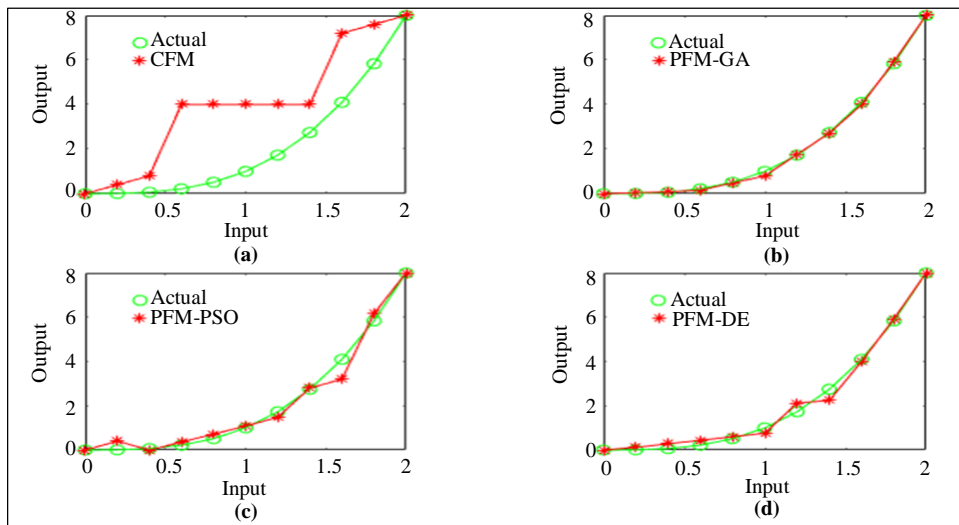 8
6
4
2
0
Output
Actual
CFM
0
0.5
1
1.5
2
Input
(a)
8
6
4
2
0
Output
Actual
PFM-GA
0
0.5
1
1.5
2
Input
(b)
8
6
4
2
0
Output
Actual
PFM-PSO
0
0.5
1
1.5
2
Input
(c)
8
6
4
2
0
Output
Actual
PFM-DE
0
0.5
1
1.5
2
Input
(d)